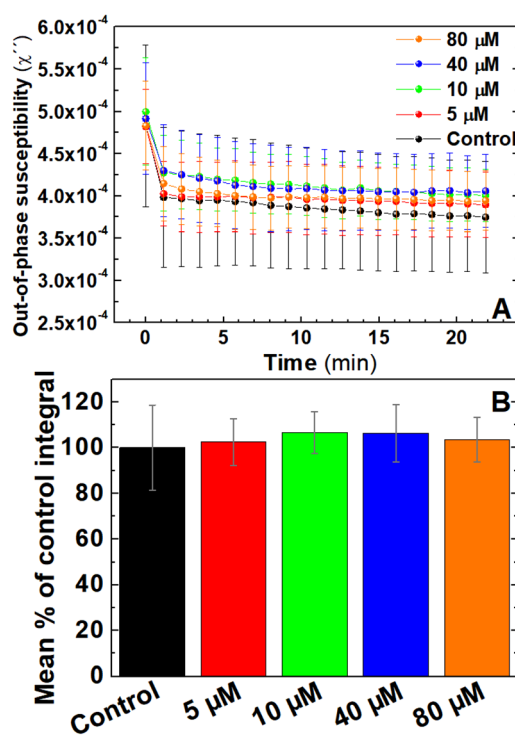 Out-of-phase susceptibility (χ´´)
6.0x10-4
5.5x10-4
5.0x10-4
4.5x10-4
4.0x10-4
3.5x10-4
3.0x10-4
2.5x10-4
80 μM
40 μM
10 μM
5 μM
Control
A
0 5 10 15 20
Time (min)
B
Mean % of control integral
120
100
80
60
40
20
0
Control 5 μM 10 μM 40 μM 80 μM